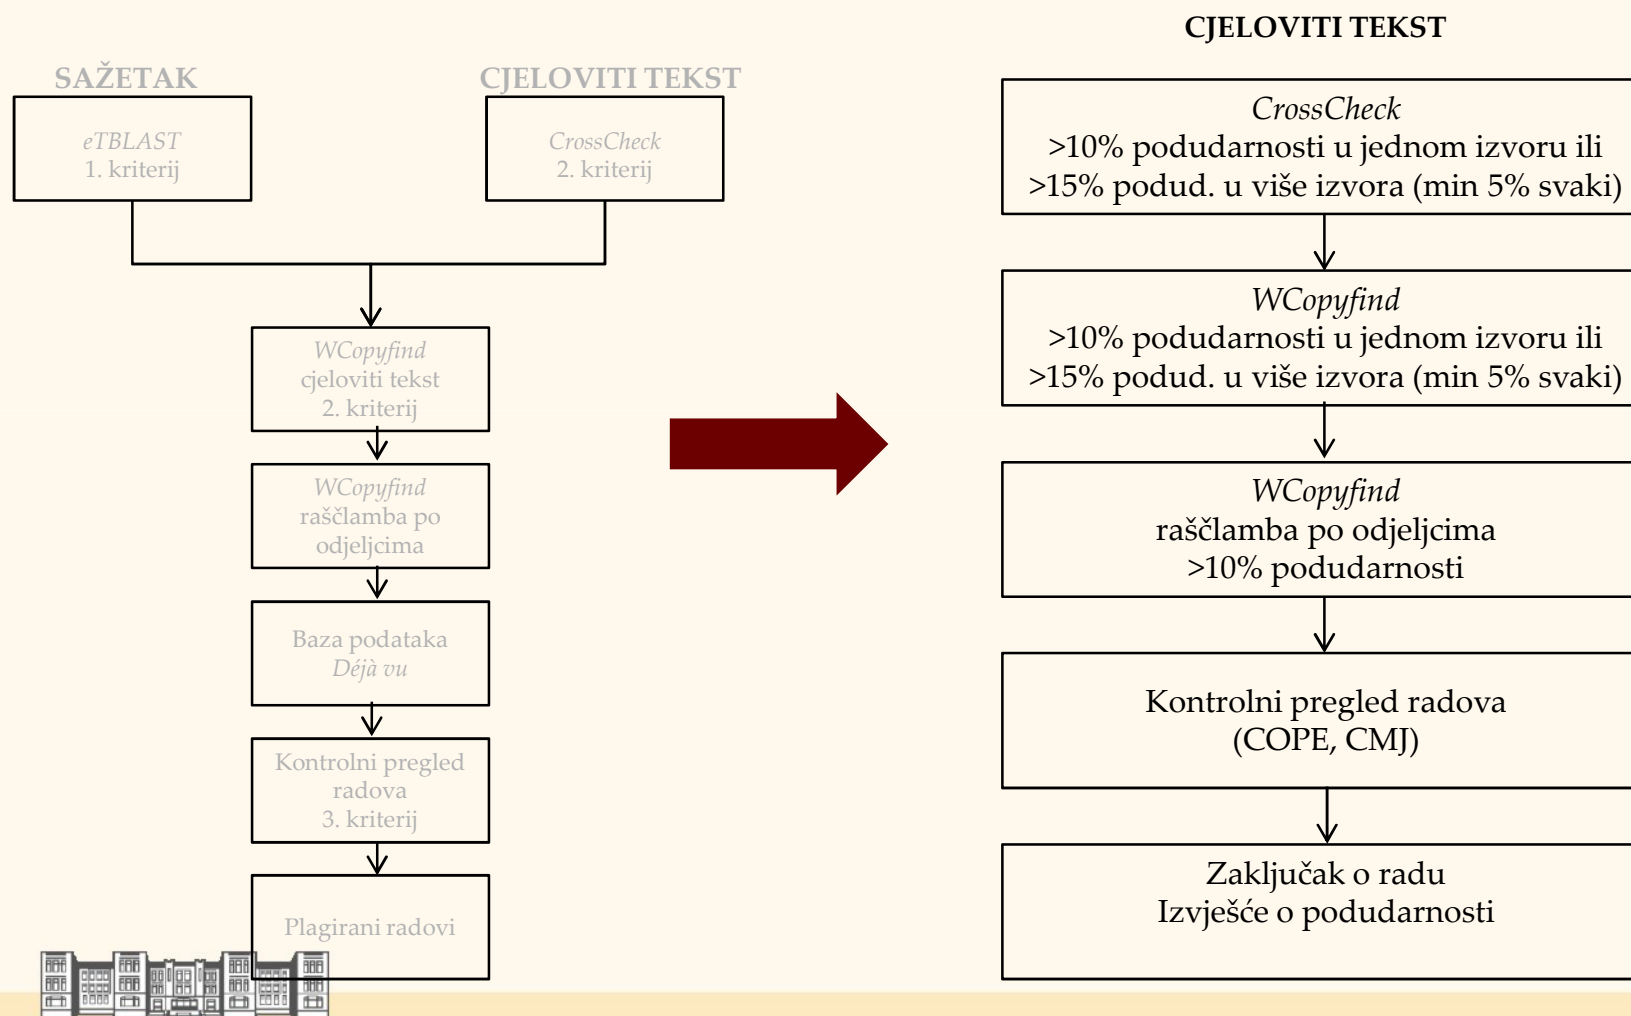 SAŽETAK
CJELOVITI TEKST
eTBLAST
1. kriterij
CrossCheck
2. kriterij
WCopyfind
cjeloviti tekst
2. kriterij
WCopyfind
raščlamba po
odjeljcima
Baza podataka
Déjà vu
Kontrolni pregled
radova
3. kriterij
Plagirani radovi
CJELOVITI TEKST
CrossCheck
>10% podudarnosti u jednom izvoru ili
>15% podud. u više izvora (min 5% svaki)
WCopyfind
>10% podudarnosti u jednom izvoru ili
>15% podud. u više izvora (min 5% svaki)
WCopyfind
raščlamba po odjeljcima
>10% podudarnosti
Kontrolni pregled radova
(COPE, CMJ)
Zaključak o radu
Izvješće o podudarnosti